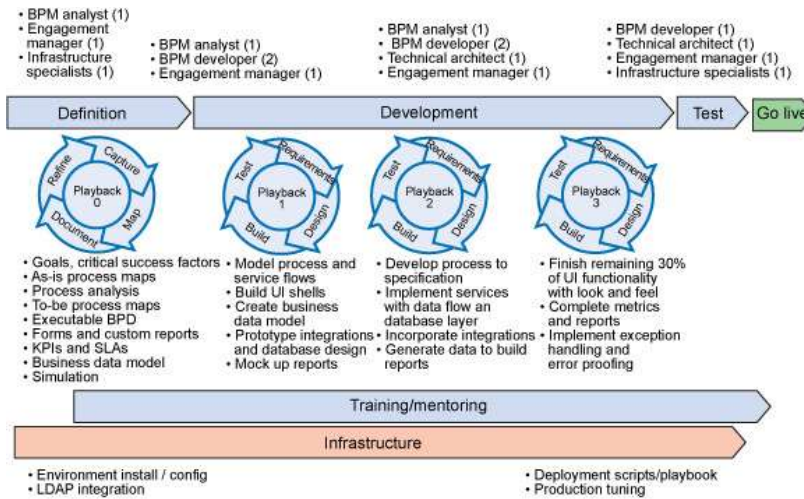 • BPM analyst (1)
• Engagement
manager (1)
• Infrastructure
specialists (1)
• BPM analyst (1)
• BPM developer (2)
• Engagement manager (1)
• BPM analyst (1)
• BPM developer (2)
• Technical architect (1)
• Engagement manager (1)
• BPM developer (1)
• Technical architect (1)
• Engagement manager (1)
• Infrastructure specialists (1)
Definition
Development
Test
Go live
Refine
Capture
Map
Document
Playback
0
Test
Requirements
Design
Build
Playback
1
Test
Requirements
Design
Build
Playback
2
Test
Requirements
Design
Build
Playback
3
• Goals, critical success factors
• As-is process maps
• Process analysis
• To-be process maps
• Executable BPD
• Forms and custom reports
• KPIs and SLAs
• Business data model
• Simulation
• Model process and
service flows
• Build UI shells
• Create business
data model
• Prototype integrations
and database design
• Mock up reports
• Develop process to
specification
• Implement services
with data flow an
database layer
• Incorporate integrations
• Generate data to build
reports
• Finish remaining 30%
of UI functionality
with look and feel
• Complete metrics
and reports
• Implement exception
handling and
error proofing
Training/mentoring
Infrastructure
• Environment install / config
• LDAP integration
• Deployment scripts/playbook
• Production tuning